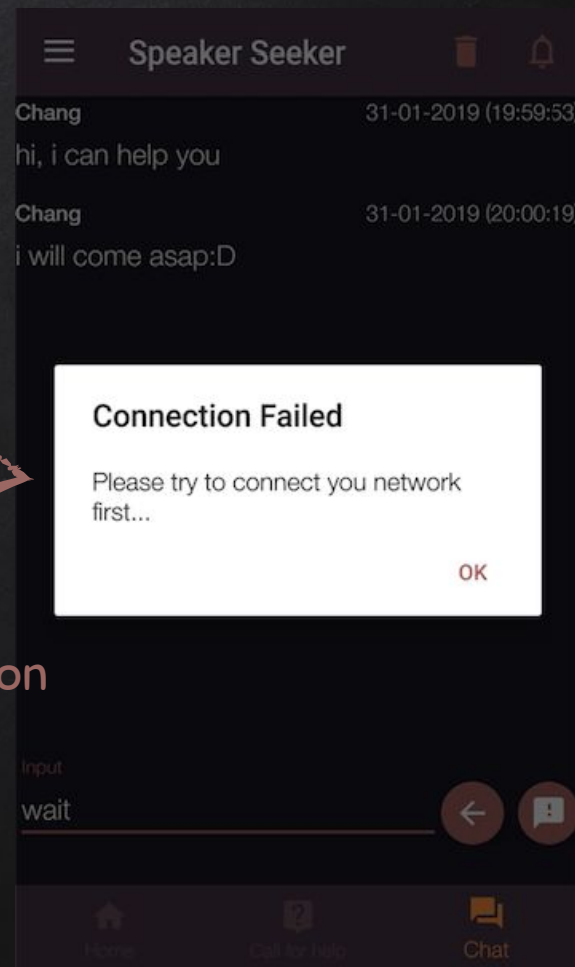 Speaker Seeker
Chang 31-01-2019 (19:59:53)
hi, i can help you
Chang 31-01-2019 (20:00:19)
i will come asap:D
Connection Failed
Please try to connect you network
first...
OK
on
Input
wait
Home Call for help Chat